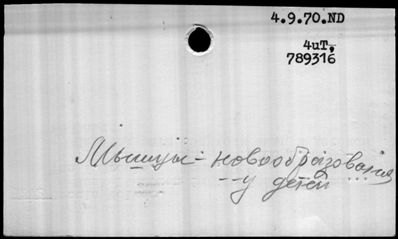 4.9.70.ND
4uT.
789316
Мышцы - новообразования
-- у детей ...